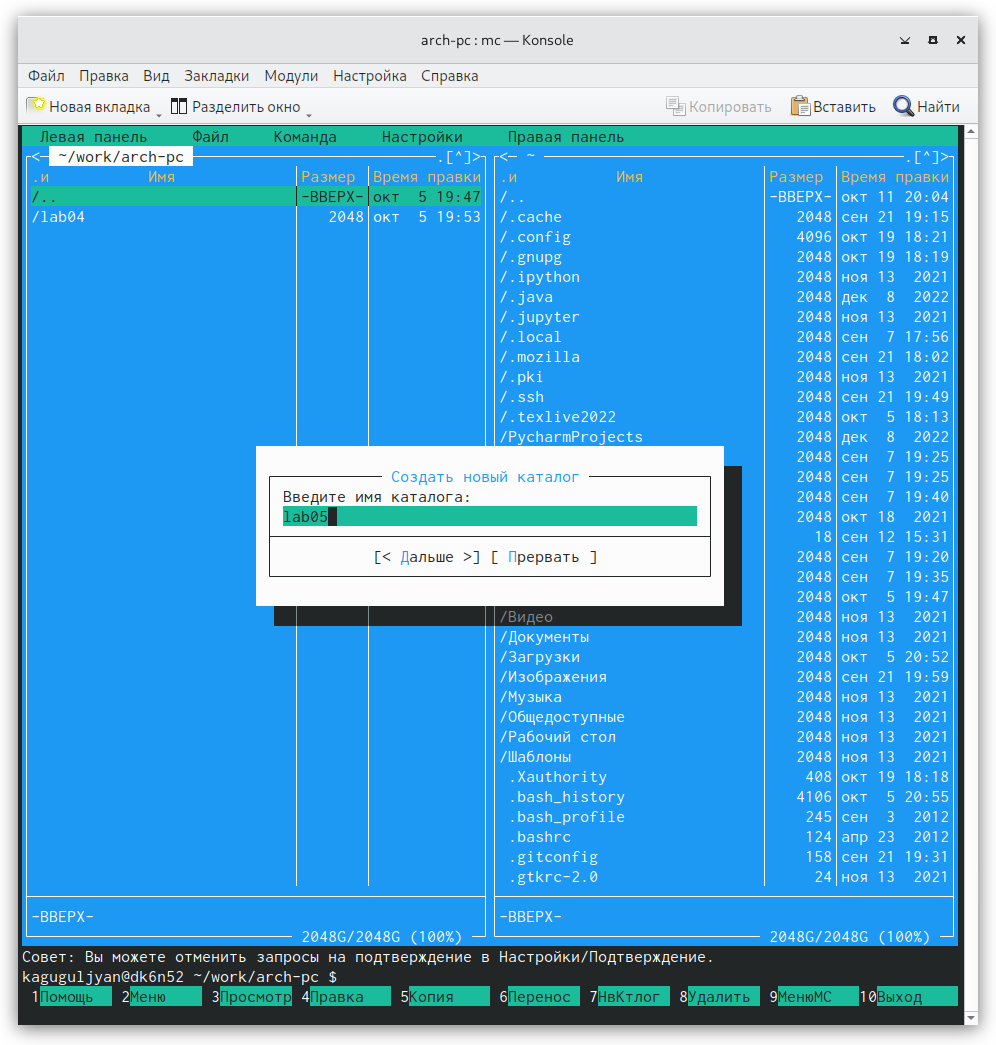 arch-pc : mc — Konsole
Файл Правка Вид Закладки Модули Настройка Справка
Новая вкладка Разделить окно Копировать Вставить Найти
Левая панель Файл Команда Настройки Правая панель
<— ~/work/arch-pc .[^]> <— ~ .[^]>
.и Имя Размер Время правки .и Имя Размер Время правки
/.. -ВВЕРХ- окт 5 19:47 /.. -ВВЕРХ- окт 11 20:04
/lab04 2048 окт 5 19:53 /.cache 2048 сен 21 19:15
/.config 4096 окт 19 18:21
/.gnupg 2048 окт 19 18:19
/.ipython 2048 ноя 13 2021
/.java 2048 дек 8 2022
/.jupyter 2048 ноя 13 2021
/.local 2048 сен 7 17:56
/.mozilla 2048 сен 21 18:02
/.pki 2048 ноя 13 2021
/.ssh 2048 сен 21 19:49
/.texlive2022 2048 окт 5 18:13
/PycharmProjects 2048 дек 8 2022
2048 сен 7 19:25
Создать новый каталог 2048 сен 7 19:25
Введите имя каталога: 2048 сен 7 19:40
lab05 2048 окт 18 2021
18 сен 12 15:31
[< Дальше >] [ Прервать ] 2048 сен 7 19:20
2048 сен 7 19:35
2048 окт 5 19:47
/Видео 2048 ноя 13 2021
/Документы 2048 ноя 13 2021
/Загрузки 2048 окт 5 20:52
/Изображения 2048 сен 21 19:59
/Музыка 2048 ноя 13 2021
/Общедоступные 2048 ноя 13 2021
/Рабочий стол 2048 ноя 13 2021
/Шаблоны 2048 ноя 13 2021
.Xauthority 408 окт 19 18:18
.bash_history 4106 окт 5 20:55
.bash_profile 245 сен 3 2012
.bashrc 124 апр 23 2012
.gitconfig 158 сен 21 19:31
.gtkrc-2.0 24 ноя 13 2021
-ВВЕРХ- -ВВЕРХ-
2048G/2048G (100%) 2048G/2048G (100%)
Совет: Вы можете отменить запросы на подтверждение в Настройки/Подтверждение.
kaguguljyan@dk6n52 ~/work/arch-pc $
1Помощь 2Меню 3Просмотр 4Правка 5Копия 6Перенос 7НвКтлог 8Удалить 9МенюМС 10Выход